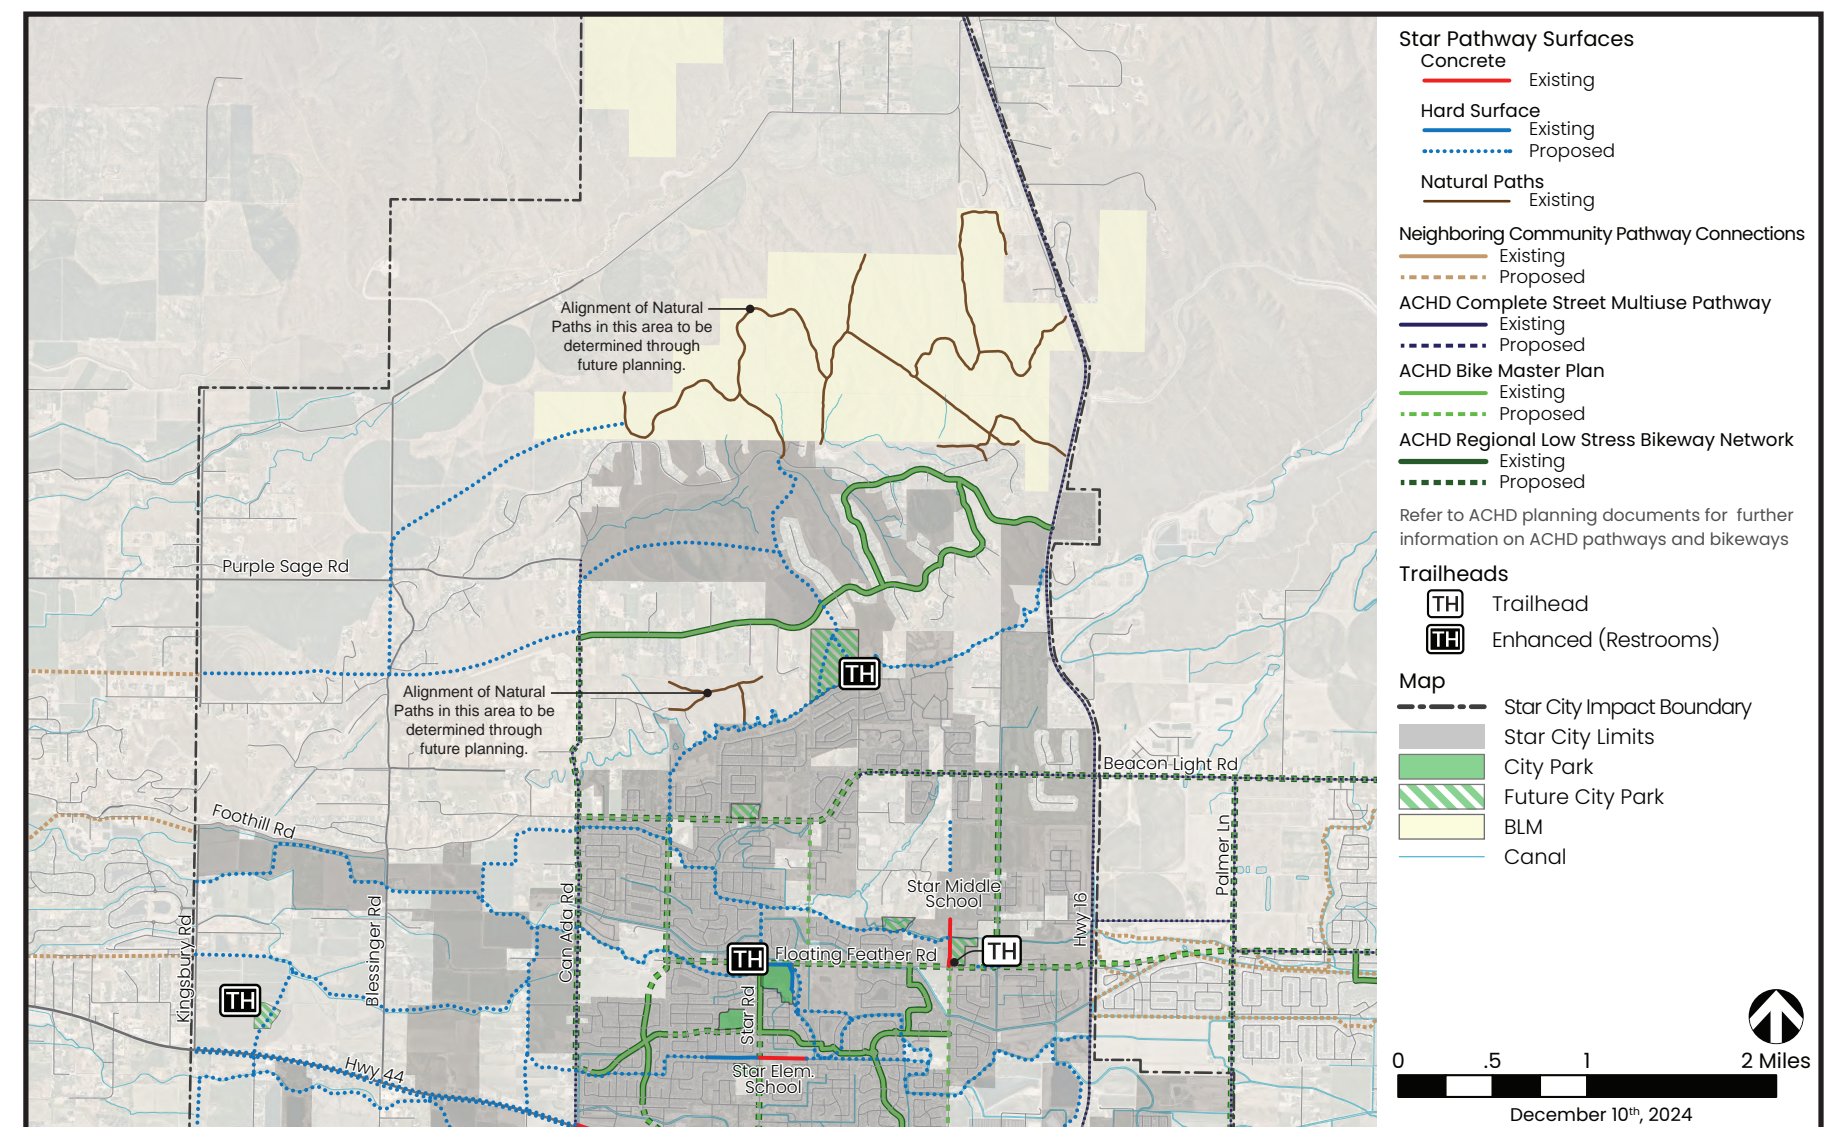 Star Pathway Surfaces
Concrete
Existing
Hard Surface
Existing
Proposed
Natural Paths
Existing
Neighboring Community Pathway Connections
Existing
Proposed
ACHD Complete Street Multiuse Pathway
Existing
Proposed
ACHD Bike Master Plan
Existing
Proposed
ACHD Regional Low Stress Bikeway Network
Existing
Proposed
Refer to ACHD planning documents for further
information on ACHD pathways and bikeways
Trailheads
TH Trailhead
TH Enhanced (Restrooms)
Map
Star City Impact Boundary
Star City Limits
City Park
Future City Park
BLM
Canal
0 .5 1 2 Miles
December 10th, 2024
Alignment of Natural
Paths in this area to be
determined through
future planning.
Purple Sage Rd
TH
Alignment of Natural
Paths in this area to be
determined through
future planning.
Beacon Light Rd
Foothill Rd
Palmer Ln
Star Middle
School
Hwy 16
Can Ada Rd
Blessinger Rd
Kingsbury Rd
TH
Floating Feather Rd
TH
TH
Star Rd
Hwy 44
Star Elem.
School